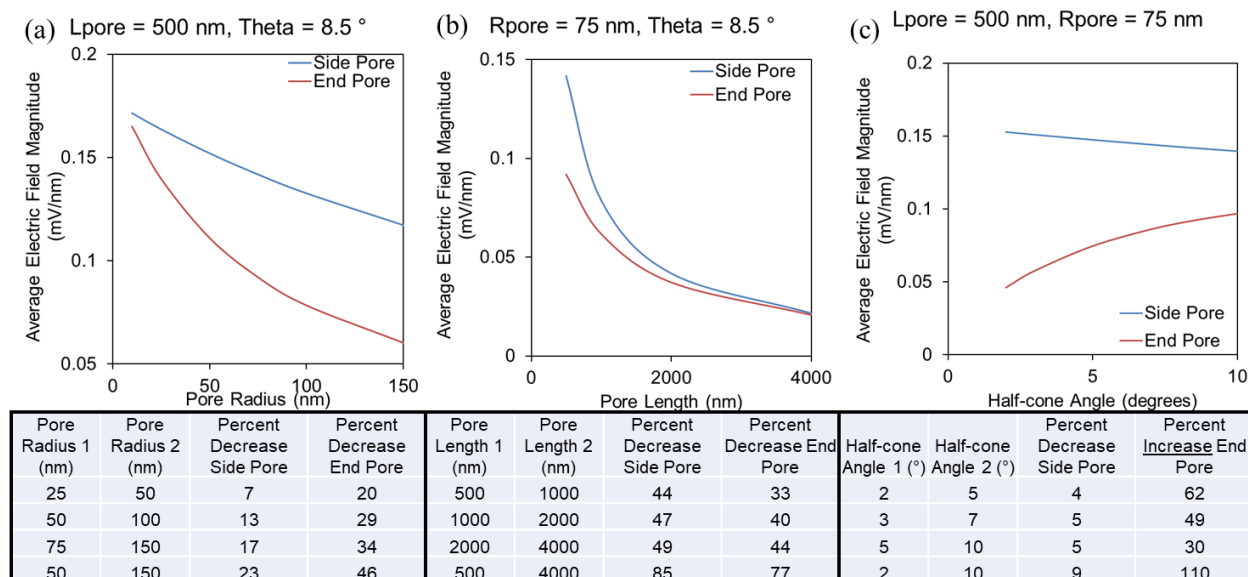 (a) Lpore = 500 nm, Theta = 8.5 °
(b) Rpore = 75 nm, Theta = 8.5 °
(c) Lpore = 500 nm, Rpore = 75 nm
Average Electric Field Magnitude
(mV/nm)
0.2
0.15
0.1
0.05
Side Pore
End Pore
0
50
100
150
Pore Radius (nm)
Average Electric Field Magnitude
(mV/nm)
0.15
0.1
0.05
0
Side Pore
End Pore
0
2000
4000
Pore Length (nm)
Average Electric Field Magnitude
(mV/nm)
0.2
0.15
0.1
0.05
0
Side Pore
End Pore
0
5
10
Half-cone Angle (degrees)
Pore Radius 1 (nm) Pore Radius 2 (nm) Percent Decrease Side Pore Percent Decrease End Pore Pore Length 1 (nm) Pore Length 2 (nm) Percent Decrease Side Pore Percent Decrease End Pore Half-cone Angle 1 (°) Half-cone Angle 2 (°) Percent Decrease Side Pore Percent Increase End Pore
25 50 7 20 500 1000 44 33 2 5 4 62
50 100 13 29 1000 2000 47 40 3 7 5 49
75 150 17 34 2000 4000 49 44 5 10 5 30
50 150 23 46 500 4000 85 77 2 10 9 110